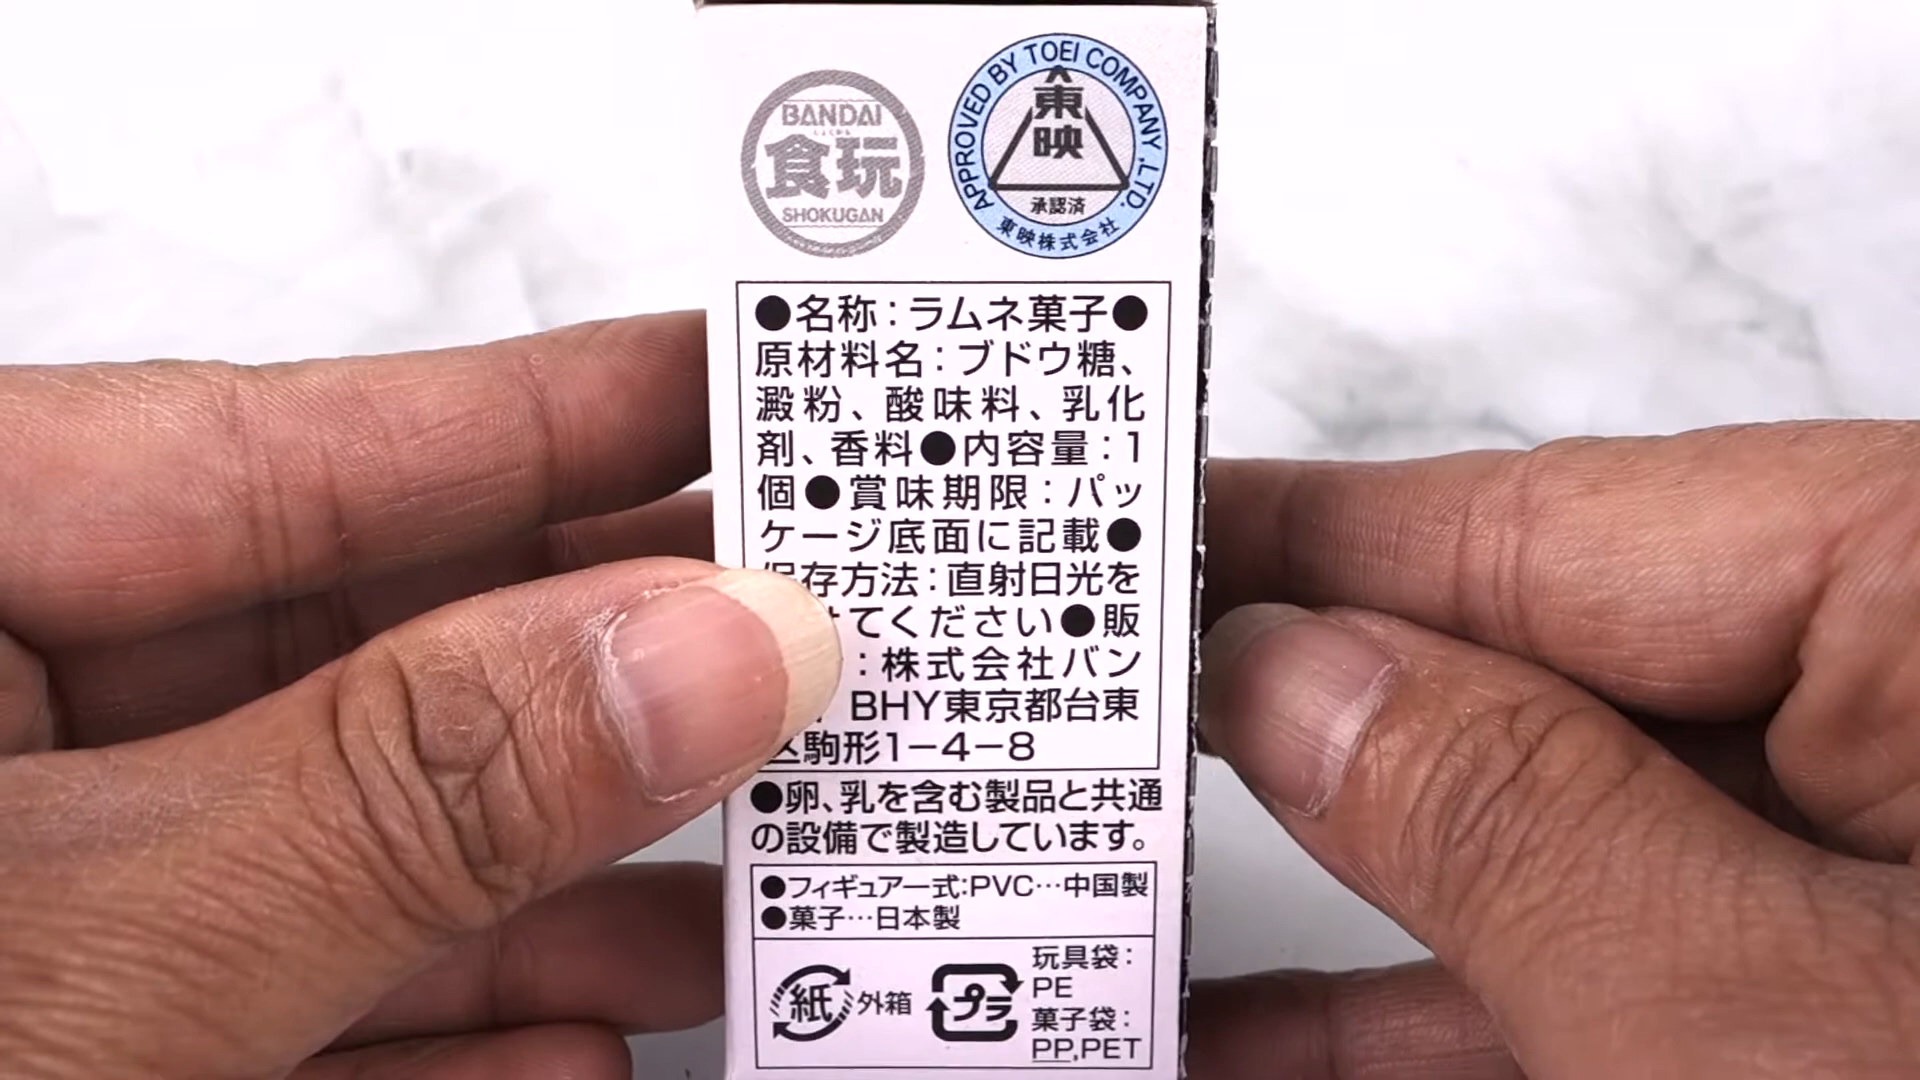 BANDAI
しょくがん
食玩
SHOKUGAN
APPROVED BY TOEI COMPANY ,LTD.
東映
承認済
東映株式会社
●名称：ラムネ菓子●
原材料名：ブドウ糖、
澱粉、酸味料、乳化
剤、香料●内容量：1
個●賞味期限：パッ
ケージ底面に記載●
保存方法：直射日光を
けてください●販
：株式会社バン
BHY東京都台東
区駒形1−4−8
●卵、乳を含む製品と共通
の設備で製造しています。
●フィギュア一式：PVC…中国製
●菓子…日本製
紙 外箱
プラ
玩具袋：
PE
菓子袋：
PP,PET